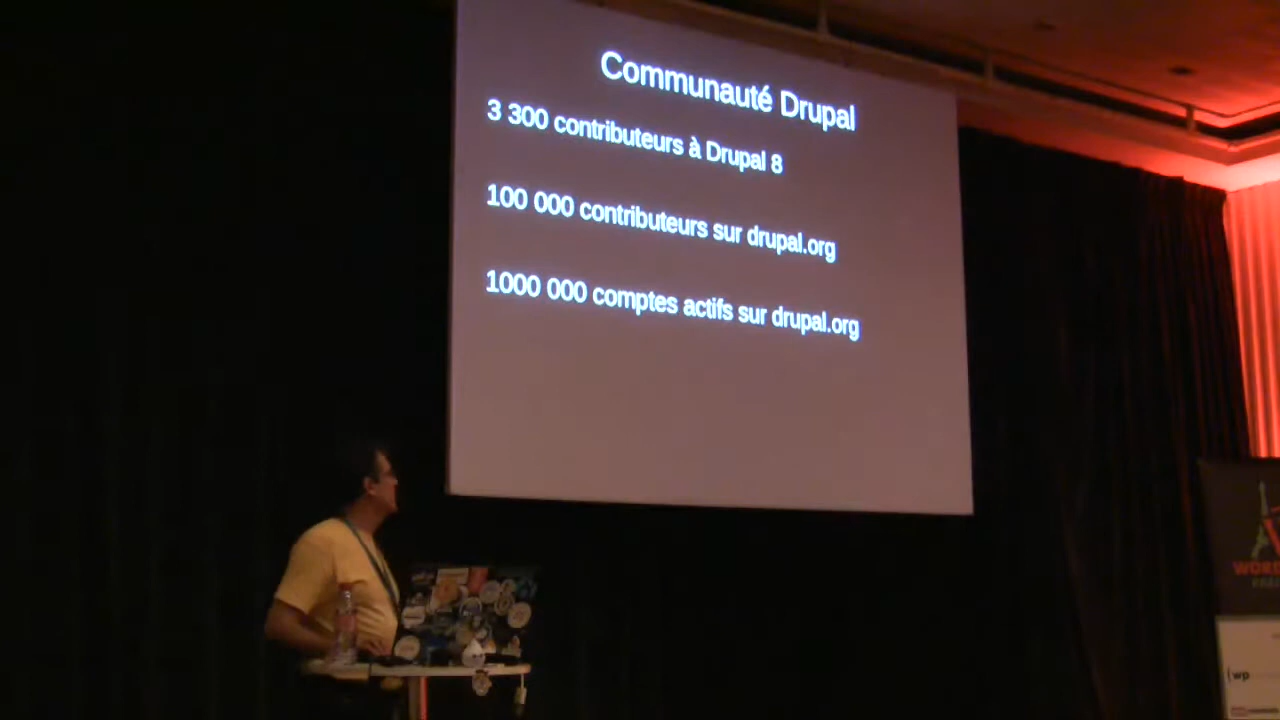 Communauté Drupal
3 300 contributeurs à Drupal 8
100 000 contributeurs sur drupal.org
1000 000 comptes actifs sur drupal.org
wp